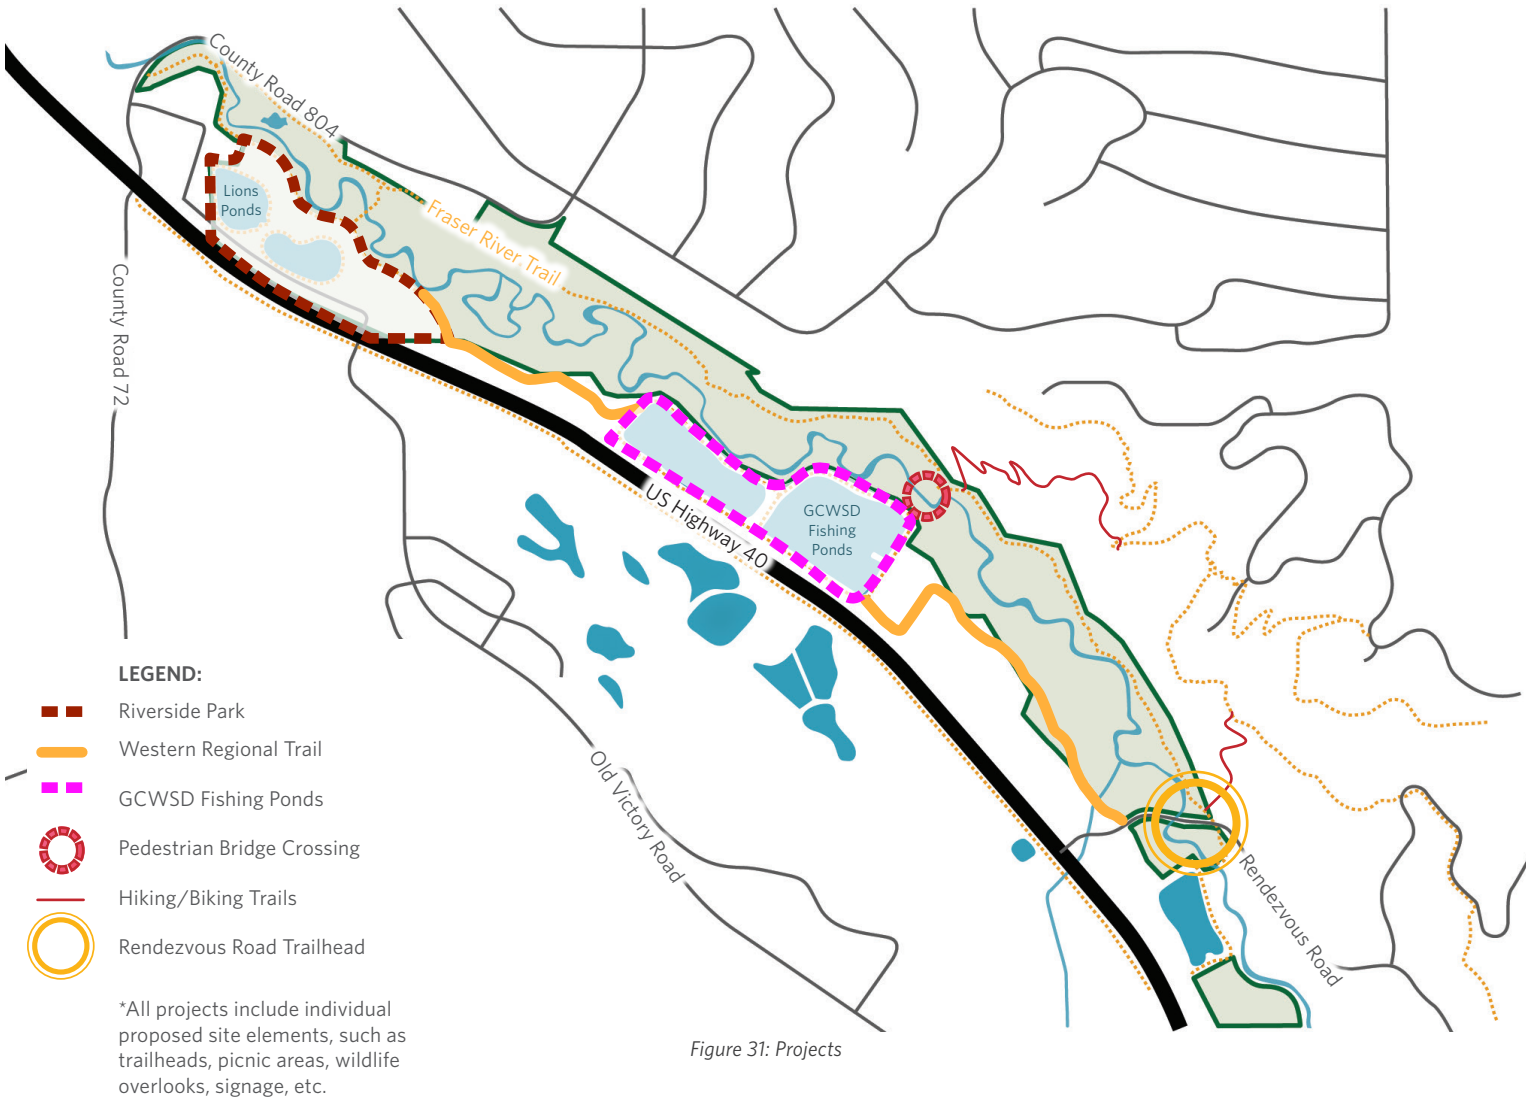 County Road 804
Lions
Ponds
Fraser River Trail
County Road 72
GCWSD
Fishing
Ponds
US Highway 40
LEGEND:
Riverside Park
Western Regional Trail
GCWSD Fishing Ponds
Pedestrian Bridge Crossing
Hiking/Biking Trails
Rendezvous Road Trailhead
*All projects include individual
proposed site elements, such as
trailheads, picnic areas, wildlife
overlooks, signage, etc.
Old Victory Road
Rendezvous Road
Figure 31: Projects